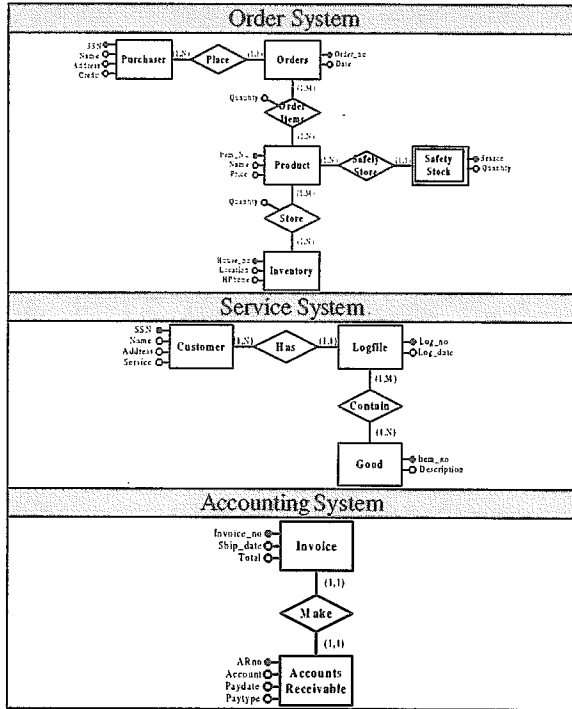 Order System
SSN
Name
Address
Credit
Purchaser
(1,N)
Place
(1,1)
Orders
Order_no
Date
(1,M)
Quantity
Order
Items
(1,N)
Name
Price
Product
(1,N)
Safety
Store
(1,1)
Safety
Stock
Season
Quantity
(1,M)
Quantity
Store
(1,N)
House_no
Location
HPhone
Inventory
Service System
SSN
Name
Address
Service
Customer
(1,N)
Has
(1,1)
Logfile
Log_no
Log_date
(1,M)
Contain
(1,N)
Good
Item_no
Description
Accounting System
Invoice_no
Ship_date
Total
Invoice
(1,1)
Make
(1,1)
ARno
Account
Paydate
Paytype
Accounts
Receivable